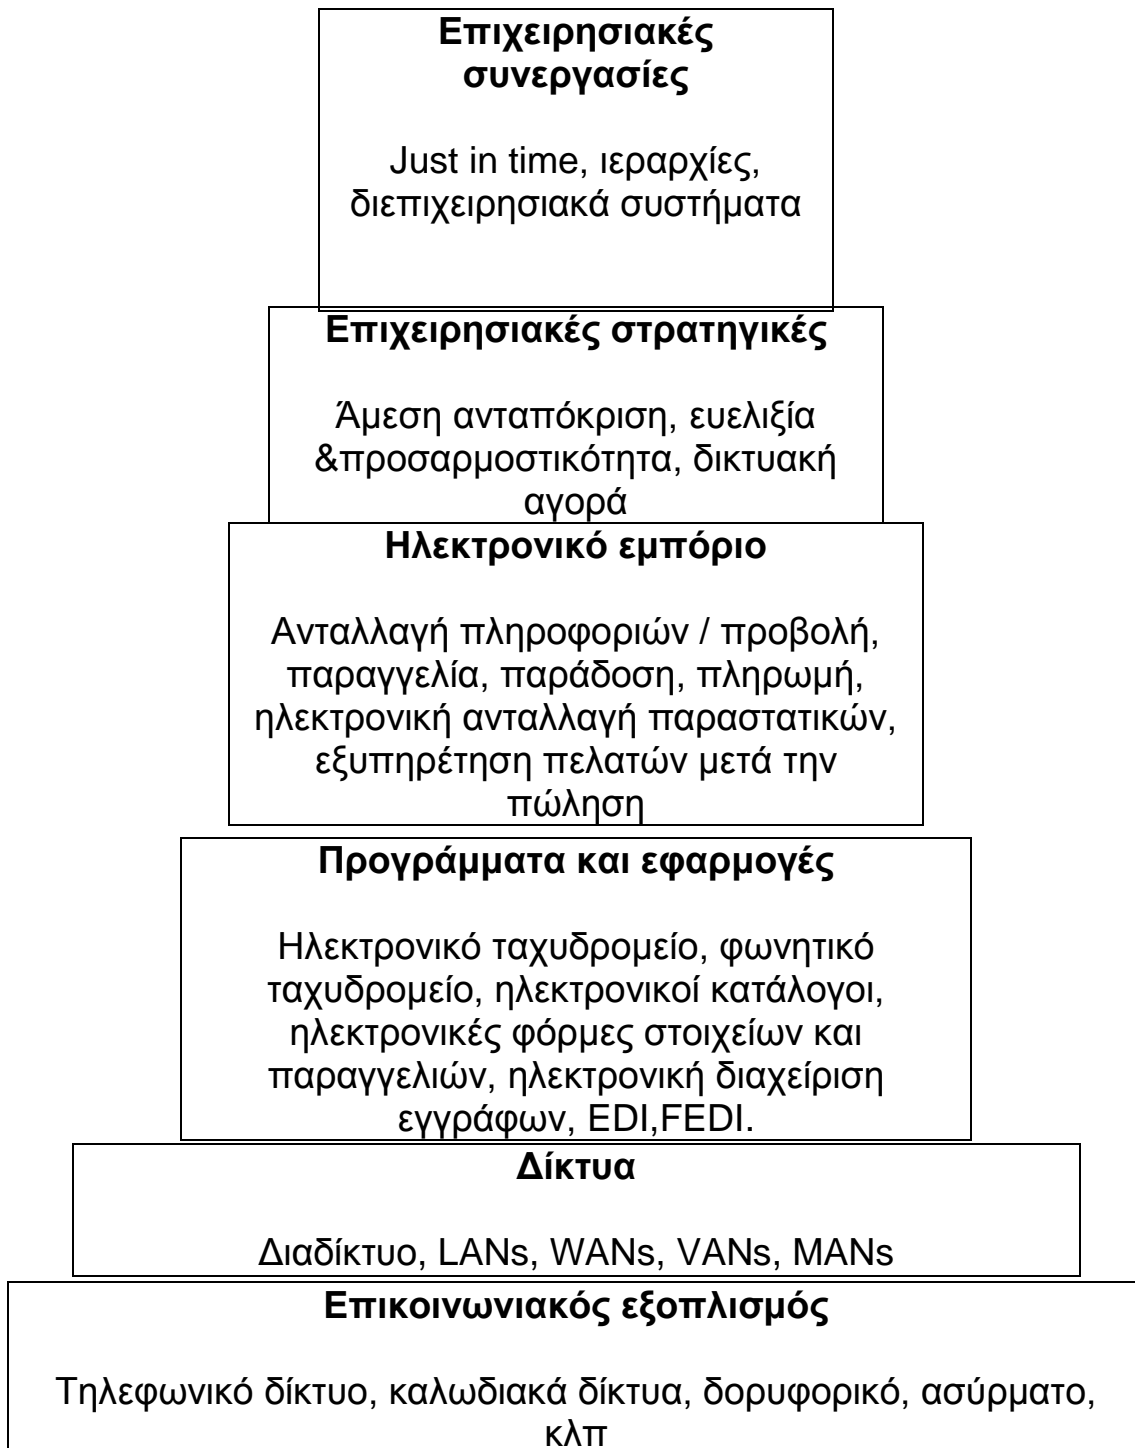 Επιχειρησιακές
συνεργασίες
Just in time, ιεραρχίες,
διεπιχειρησιακά συστήματα
Επιχειρησιακές στρατηγικές
Άμεση ανταπόκριση, ευελιξία
&προσαρμοστικότητα, δικτυακή
αγορά
Ηλεκτρονικό εμπόριο
Ανταλλαγή πληροφοριών / προβολή,
παραγγελία, παράδοση, πληρωμή,
ηλεκτρονική ανταλλαγή παραστατικών,
εξυπηρέτηση πελατών μετά την
πώληση
Προγράμματα και εφαρμογές
Ηλεκτρονικό ταχυδρομείο, φωνητικό
ταχυδρομείο, ηλεκτρονικοί κατάλογοι,
ηλεκτρονικές φόρμες στοιχείων και
παραγγελιών, ηλεκτρονική διαχείριση
εγγράφων, EDI,FEDI.
Δίκτυα
Διαδίκτυο, LANs, WANs, VANs, MANs
Επικοινωνιακός εξοπλισμός
Τηλεφωνικό δίκτυο, καλωδιακά δίκτυα, δορυφορικό, ασύρματο,
κλπ